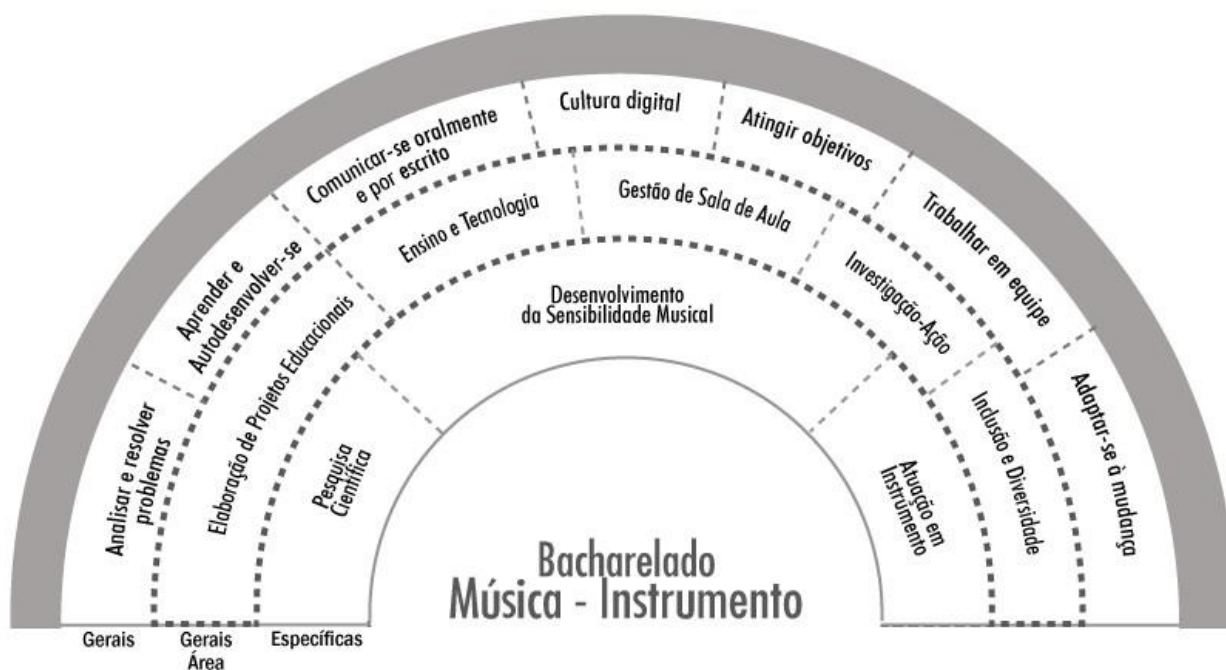 Analisar e resolver
problemas
Aprender e
Autodesenvolver-se
Comunicar-se oralmente
e por escrito
Cultura digital
Atingir objetivos
Trabalhar em equipe
Adaptar-se à mudança
Elaboração de Projetos Educacionais
Ensino e Tecnologia
Gestão de Sala de Aula
Investigação-Ação
Inclusão e Diversidade
Pesquisa
Científica
Desenvolvimento
da Sensibilidade Musical
Atuação em
Instrumento
Bacharelado
Música - Instrumento
Gerais
Gerais
Área
Específicas